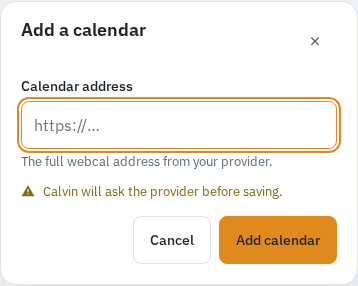 Add a calendar
×
Calendar address
https://...
The full webcal address from your provider.
Calvin will ask the provider before saving.
Cancel
Add calendar